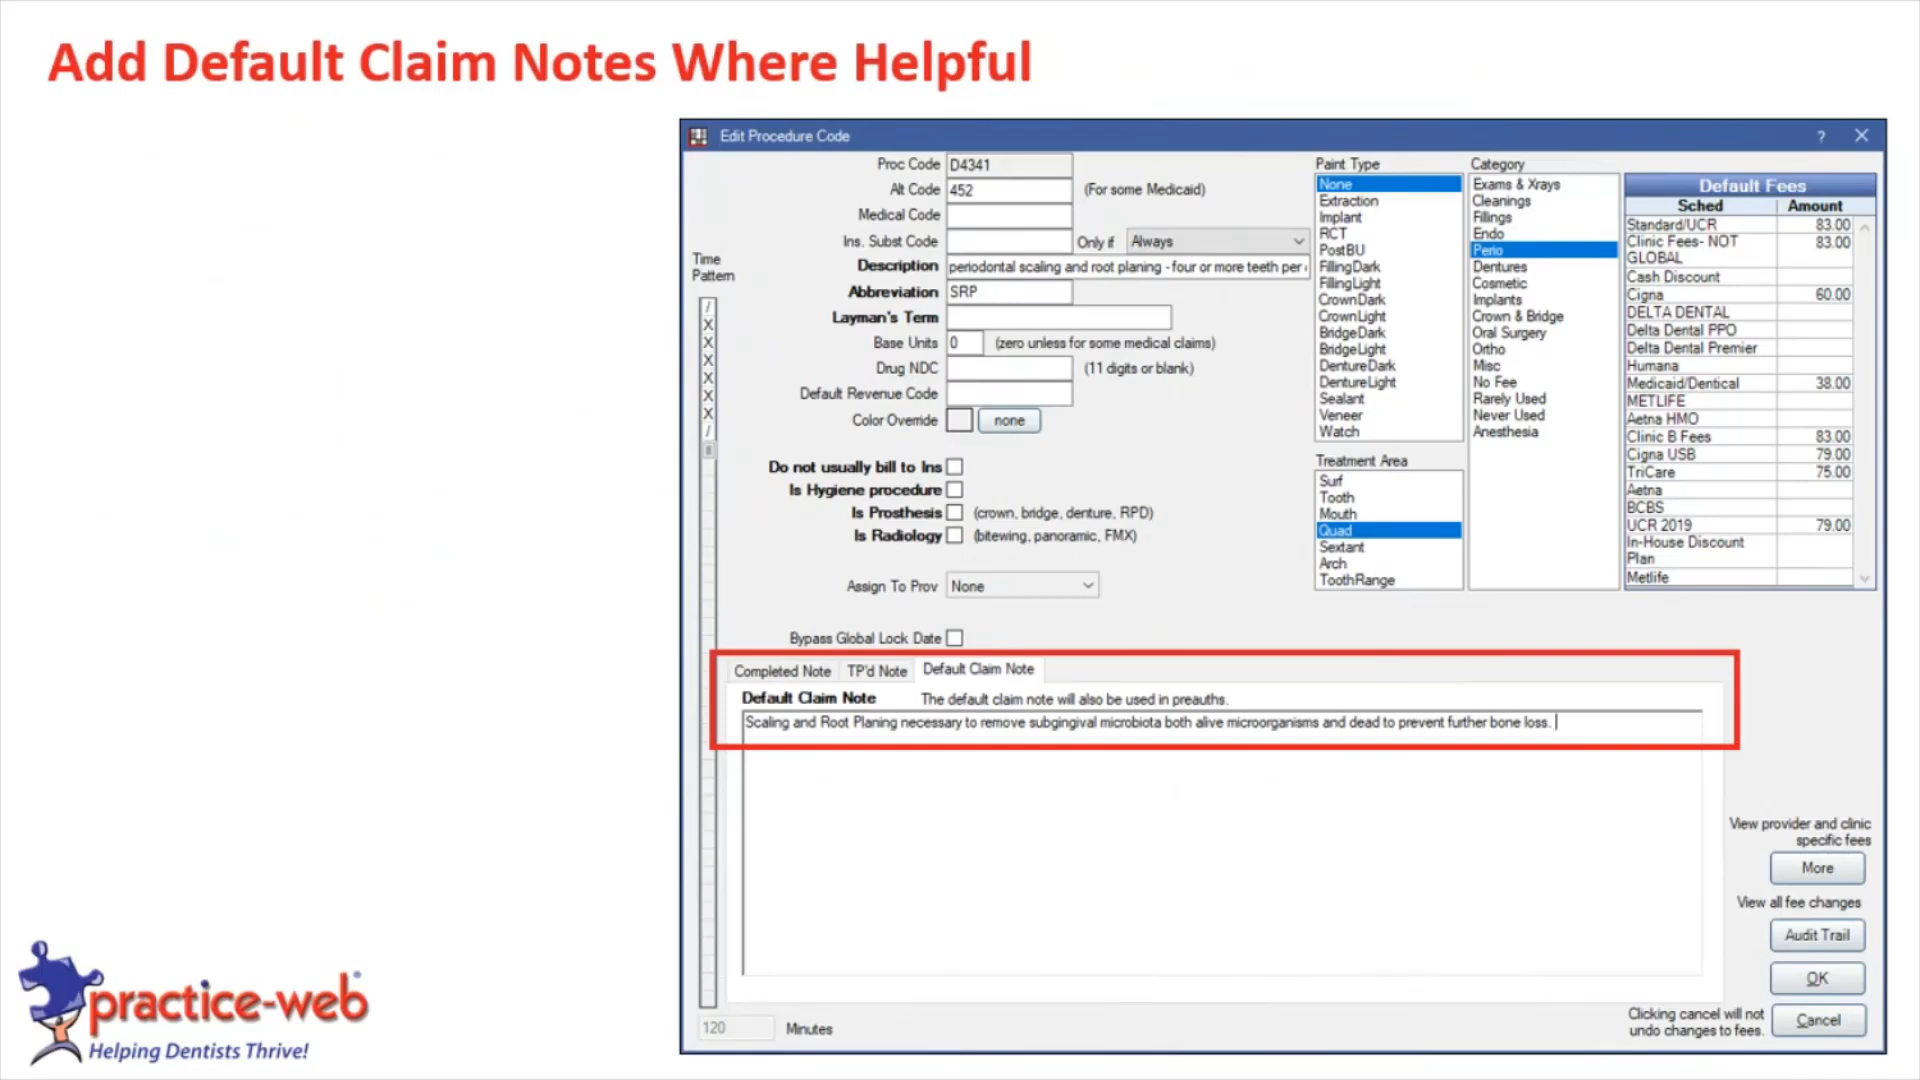 Add Default Claim Notes Where Helpful
Edit Procedure Code
?
Proc Code D4341
Alt Code 452 (For some Medicaid)
Medical Code
Ins. Subst Code Only if Always
Description periodontal scaling and root planing - four or more teeth per
Abbreviation SRP
Layman's Term
Base Units 0 (zero unless for some medical claims)
Drug NDC (11 digits or blank)
Default Revenue Code
Color Override none
Do not usually bill to Ins
Is Hygiene procedure
Is Prosthesis (crown, bridge, denture, RPD)
Is Radiology (bitewing, panoramic, FMX)
Assign To Prov None
Bypass Global Lock Date
Time
Pattern
/
X
X
X
X
X
X
/
Paint Type
None
Extraction
Implant
RCT
PostBU
FillingDark
FillingLight
CrownDark
CrownLight
BridgeDark
BridgeLight
DentureDark
DentureLight
Sealant
Veneer
Watch
Treatment Area
Surf
Tooth
Mouth
Quad
Sextant
Arch
ToothRange
Category
Exams & Xrays
Cleanings
Fillings
Endo
Perio
Dentures
Cosmetic
Implants
Crown & Bridge
Oral Surgery
Ortho
Misc
No Fee
Rarely Used
Never Used
Anesthesia
Default Fees
Sched Amount
Standard/UCR 83.00
Clinic Fees- NOT 83.00
GLOBAL
Cash Discount
Cigna 60.00
DELTA DENTAL
Delta Dental PPO
Delta Dental Premier
Humana
Medicaid/Dentical 38.00
METLIFE
Aetna HMO
Clinic B Fees 83.00
Cigna USB 79.00
TriCare 75.00
Aetna
BCBS
UCR 2019 79.00
In-House Discount
Plan
Metlife
Completed Note TP'd Note Default Claim Note
Default Claim Note The default claim note will also be used in preauths.
Scaling and Root Planing necessary to remove subgingival microbiota both alive microorganisms and dead to prevent further bone loss.
View provider and clinic
specific fees
More
View all fee changes
Audit Trail
OK
Clicking cancel will not
undo changes to fees.
Cancel
120 Minutes
practice-web
Helping Dentists Thrive!